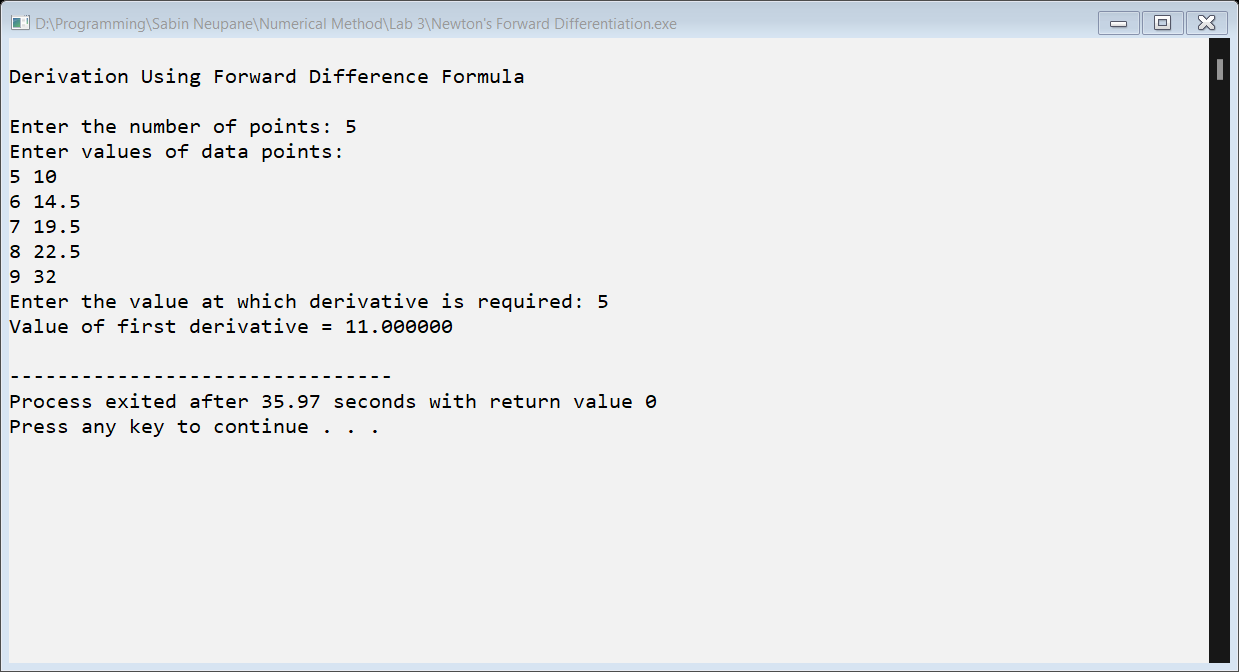 D:\Programming\Sabin Neupane\Numerical Method\Lab 3\Newton's Forward Differentiation.exe
Derivation Using Forward Difference Formula
Enter the number of points: 5
Enter values of data points:
5 10
6 14.5
7 19.5
8 22.5
9 32
Enter the value at which derivative is required: 5
Value of first derivative = 11.000000
--------------------------------
Process exited after 35.97 seconds with return value 0
Press any key to continue . . .